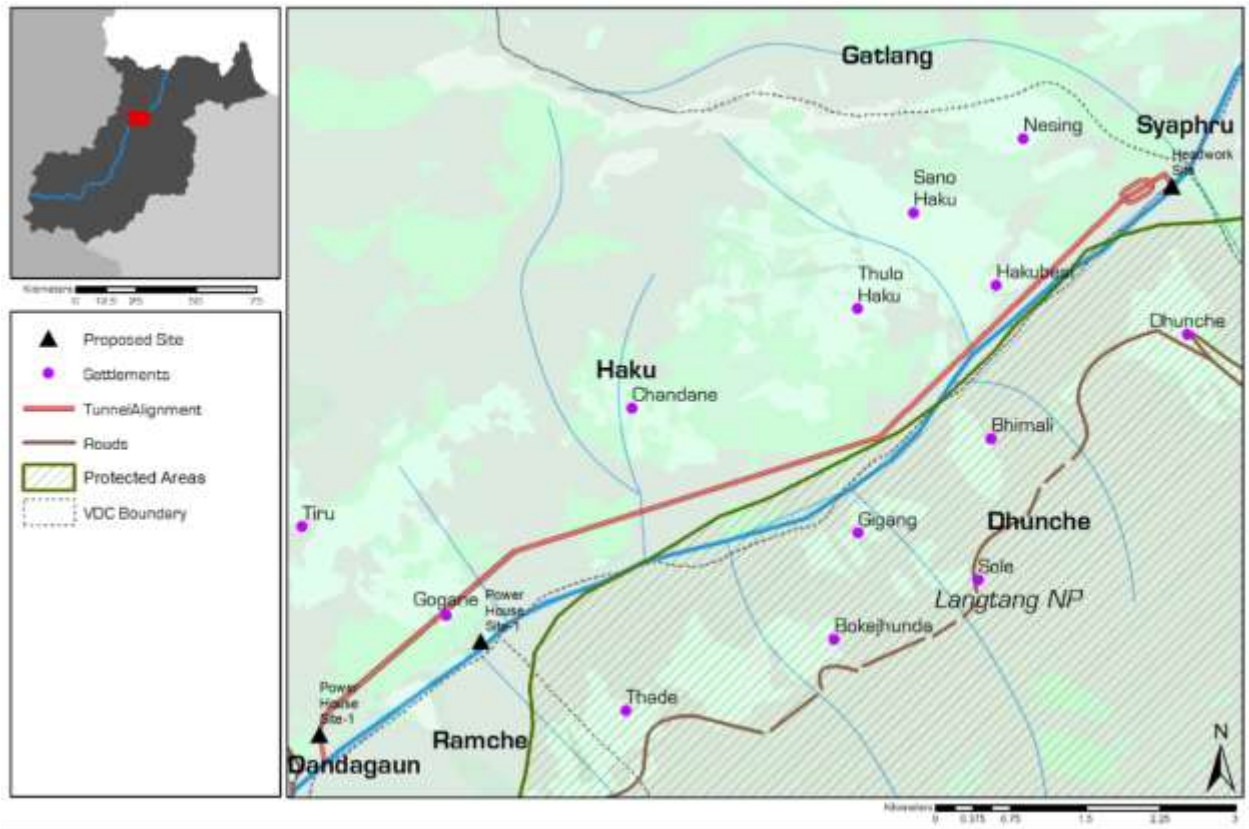 Kilometers
0 12.5 25 50 75
Proposed Site
Settlements
TunnelAlignment
Roads
Protected Areas
VDC Boundary
Gatlang
Nesing
Syaphru
Headwork
Site
Sano
Haku
Thulo
Haku
Hakubesi
Dhunche
Haku
Chandane
Bhimali
Tiru
Gigang
Dhunche
Sole
Langtang NP
Gogane
Power
House
Site-1
Bokejhunda
Power
House
Site-1
Thade
Ramche
Dandagaun
N
Kilometers
0 0.375 0.75 1.5 2.25 3